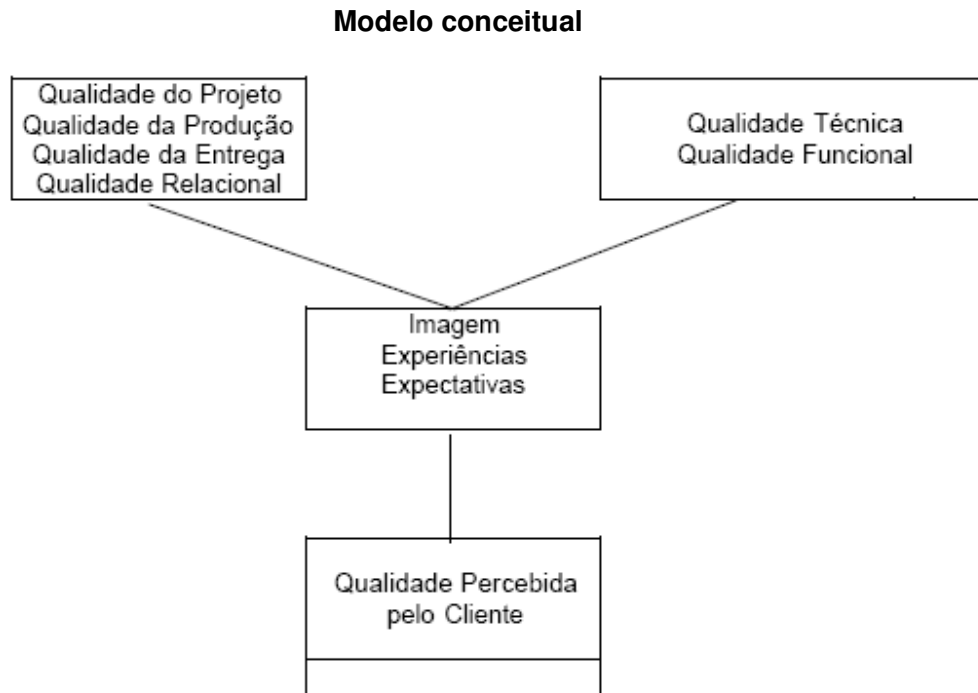 Modelo conceitual
Qualidade do Projeto
Qualidade da Produção
Qualidade da Entrega
Qualidade Relacional
Qualidade Técnica
Qualidade Funcional
Imagem
Experiências
Expectativas
Qualidade Percebida
pelo Cliente